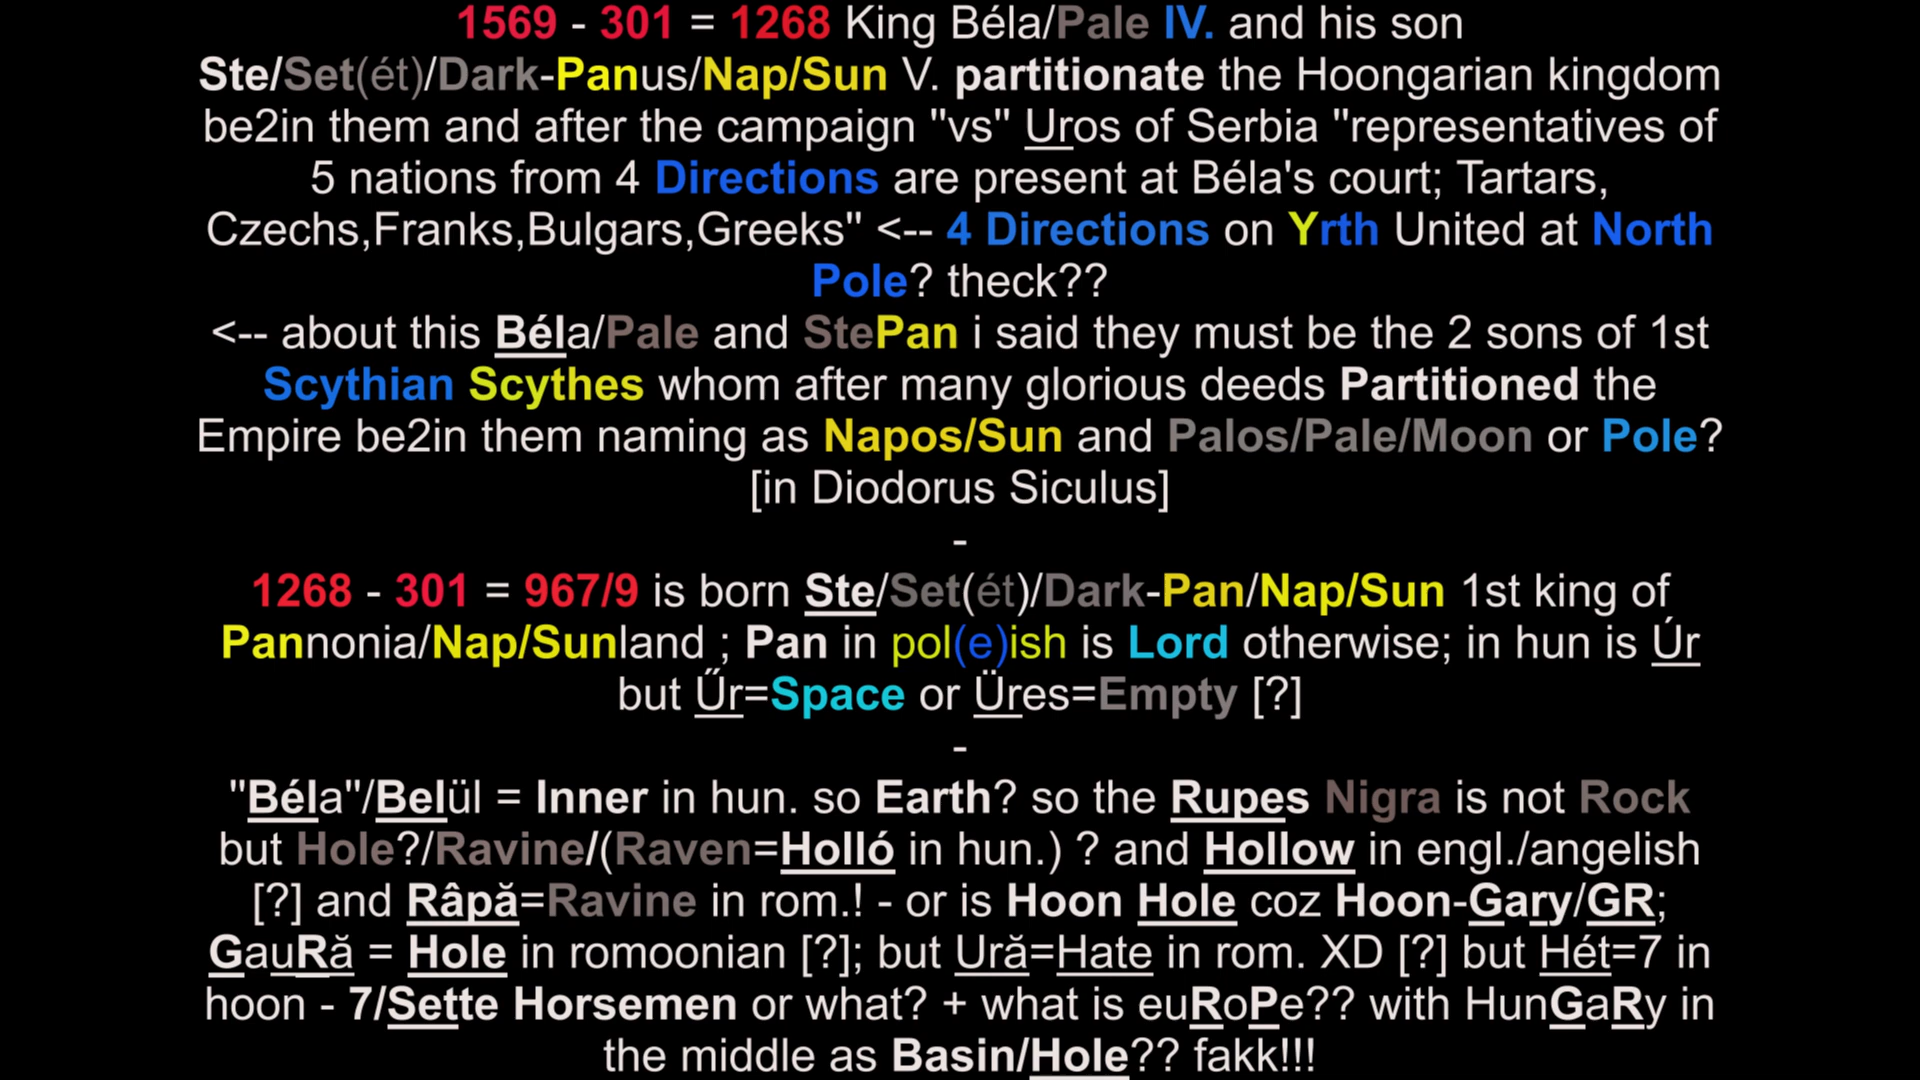 1569 - 301 = 1268 King Béla/Pale IV. and his son
Ste/Set(ét)/Dark-Panus/Nap/Sun V. partitionate the Hoongarian kingdom
be2in them and after the campaign "vs" Uros of Serbia "representatives of
5 nations from 4 Directions are present at Béla's court; Tartars,
Czechs,Franks,Bulgars,Greeks" <-- 4 Directions on Yrth United at North
Pole? theck??
<-- about this Béla/Pale and StePan i said they must be the 2 sons of 1st
Scythian Scythes whom after many glorious deeds Partitioned the
Empire be2in them naming as Napos/Sun and Palos/Pale/Moon or Pole?
[in Diodorus Siculus]
-
1268 - 301 = 967/9 is born Ste/Set(ét)/Dark-Pan/Nap/Sun 1st king of
Pannonia/Nap/Sunland ; Pan in pol(e)ish is Lord otherwise; in hun is Úr
but Űr=Space or Üres=Empty [?]
-
"Béla"/Belül = Inner in hun. so Earth? so the Rupes Nigra is not Rock
but Hole?/Ravine/(Raven=Holló in hun.) ? and Hollow in engl./angelish
[?] and Râpă=Ravine in rom.! - or is Hoon Hole coz Hoon-Gary/GR;
GauRă = Hole in romoonian [?]; but Ură=Hate in rom. XD [?] but Hét=7 in
hoon - 7/Sette Horsemen or what? + what is euRoPe?? with HunGaRy in
the middle as Basin/Hole?? fakk!!!